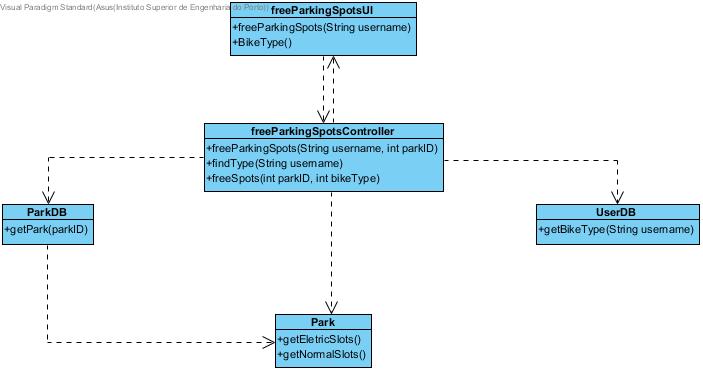 Visual Paradigm Standard(Asus(Instituto Superior de Engenharia do Porto))
freeParkingSpotsUI
+freeParkingSpots(String username)
+BikeType()
freeParkingSpotsController
+freeParkingSpots(String username, int parkID)
+findType(String username)
+freeSpots(int parkID, int bikeType)
ParkDB
+getPark(parkID)
UserDB
+getBikeType(String username)
Park
+getEletricSlots()
+getNormalSlots()